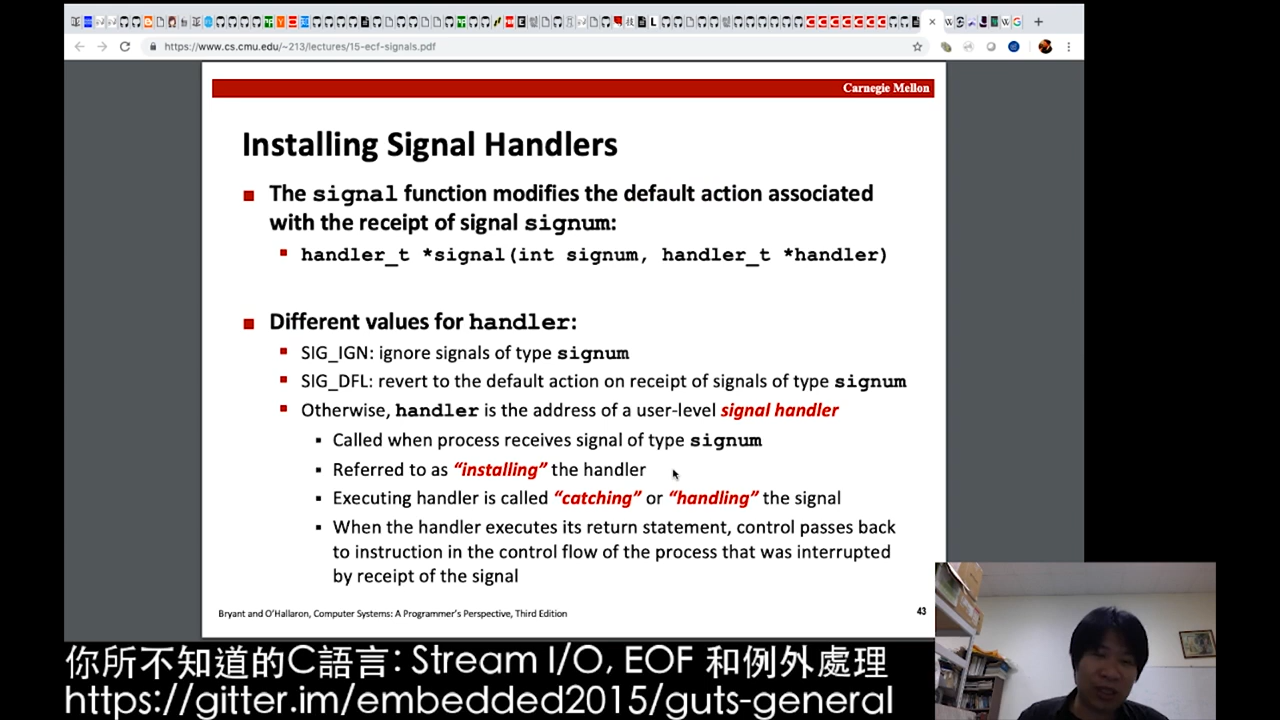 https://www.cs.cmu.edu/~213/lectures/15-ecf-signals.pdf
Carnegie Mellon
Installing Signal Handlers
The signal function modifies the default action associated
with the receipt of signal signum:
handler_t *signal(int signum, handler_t *handler)
Different values for handler:
SIG_IGN: ignore signals of type signum
SIG_DFL: revert to the default action on receipt of signals of type signum
Otherwise, handler is the address of a user-level signal handler
Called when process receives signal of type signum
Referred to as “installing” the handler
Executing handler is called “catching” or “handling” the signal
When the handler executes its return statement, control passes back
to instruction in the control flow of the process that was interrupted
by receipt of the signal
Bryant and O’Hallaron, Computer Systems: A Programmer’s Perspective, Third Edition
43
你所不知道的C語言: Stream I/O, EOF 和例外處理
https://gitter.im/embedded2015/guts-general